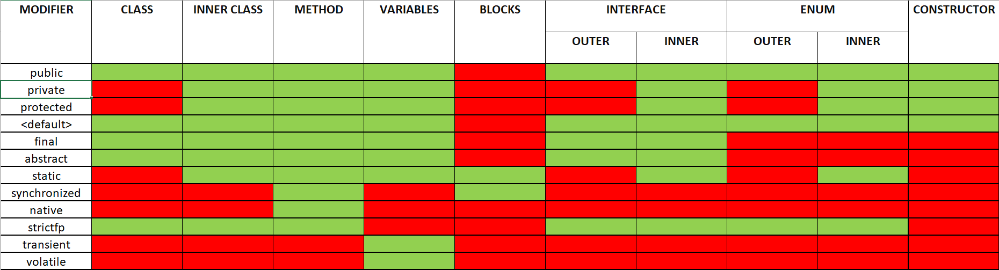 MODIFIER CLASS INNER CLASS METHOD VARIABLES BLOCKS INTERFACE ENUM CONSTRUCTOR
OUTER INNER OUTER INNER
public
private
protected
<default>
final
abstract
static
synchronized
native
strictfp
transient
volatile